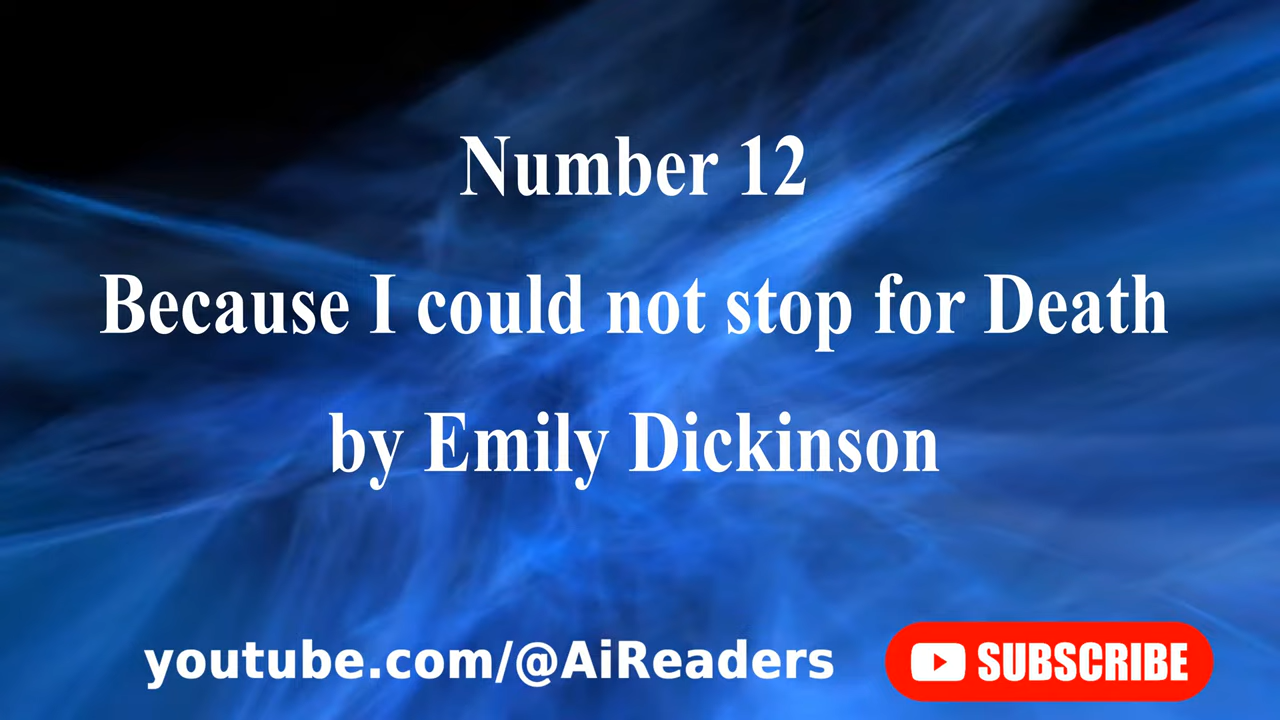 Number 12
Because I could not stop for Death
by Emily Dickinson
youtube.com/@AiReaders
SUBSCRIBE